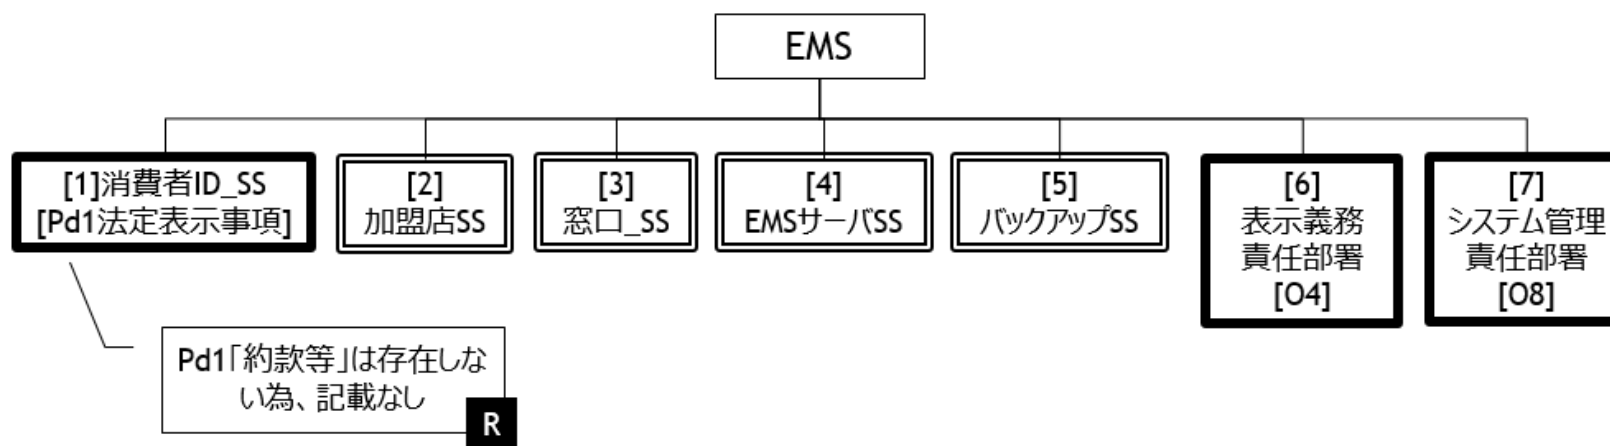 EMS
[1]消費者ID_SS
[Pd1法定表示事項]
[2]
加盟店SS
[3]
窓口_SS
[4]
EMSサーバSS
[5]
バックアップSS
[6]
表示義務
責任部署
[O4]
[7]
システム管理
責任部署
[O8]
Pd1「約款等」は存在しな
い為、記載なし
R